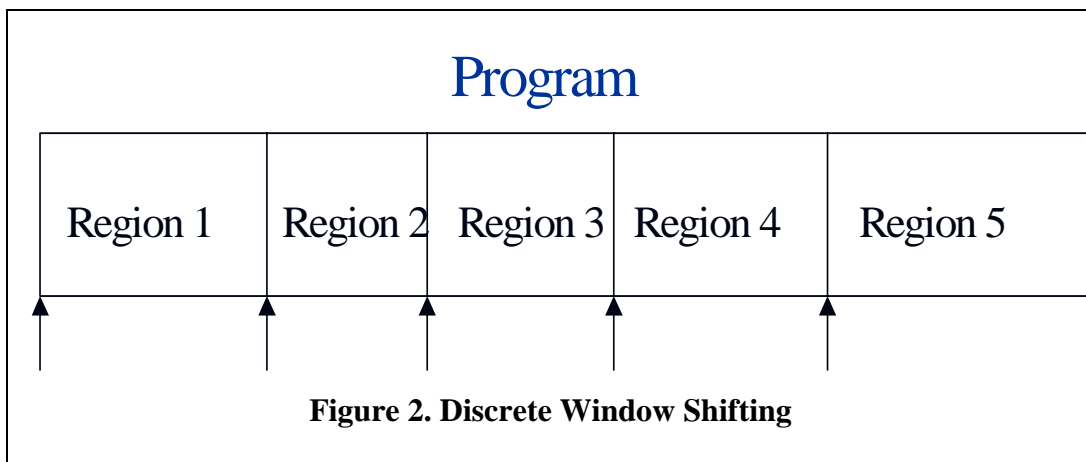 Program
Region 1 Region 2 Region 3 Region 4 Region 5
Figure 2. Discrete Window Shifting